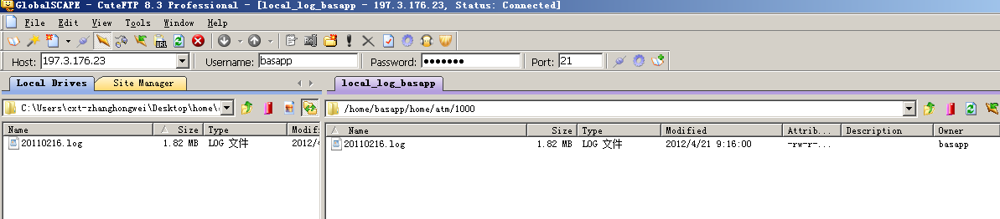 GlobalSCAPE - CuteFTP 8.3 Professional - [local_log_basapp - 197.3.176.23, Status: Connected]
File Edit View Tools Window Help
URL
Host: 197.3.176.23 Username: basapp Password: ●●●●●●● Port: 21
Local Drives Site Manager local_log_basapp
C:\Users\cxt-zhanghongwei\Desktop\home\ /home/basapp/home/atm/1000
Name Size Type Modifi Name Size Type Modified Attrib... Description Owner
20110216.log 1.82 MB LOG 文件 2012/4 20110216.log 1.82 MB LOG 文件 2012/4/21 9:16:00 -rw-r-... basapp